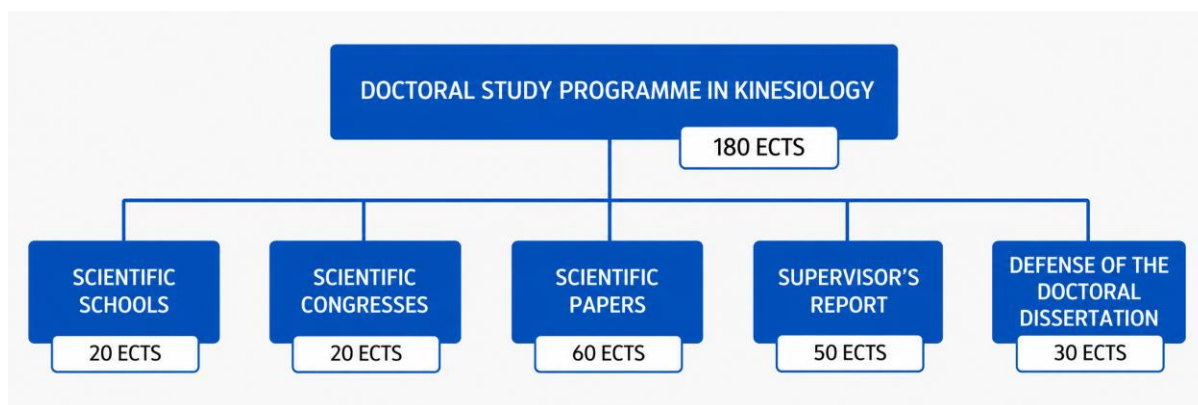 DOCTORAL STUDY PROGRAMME IN KINESIOLOGY
180 ECTS
SCIENTIFIC
SCHOOLS
20 ECTS
SCIENTIFIC
CONGRESSES
20 ECTS
SCIENTIFIC
PAPERS
60 ECTS
SUPERVISOR'S
REPORT
50 ECTS
DEFENSE OF THE
DOCTORAL
DISSERTATION
30 ECTS